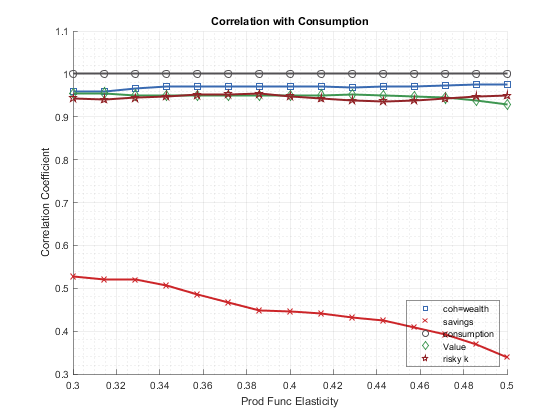 Correlation with Consumption
1.1
1
0.9
0.8
0.7
0.6
0.5
0.4
0.3
Correlation Coefficient
coh=wealth
savings
consumption
Value
risky k
0.3 0.32 0.34 0.36 0.38 0.4 0.42 0.44 0.46 0.48 0.5
Prod Func Elasticity